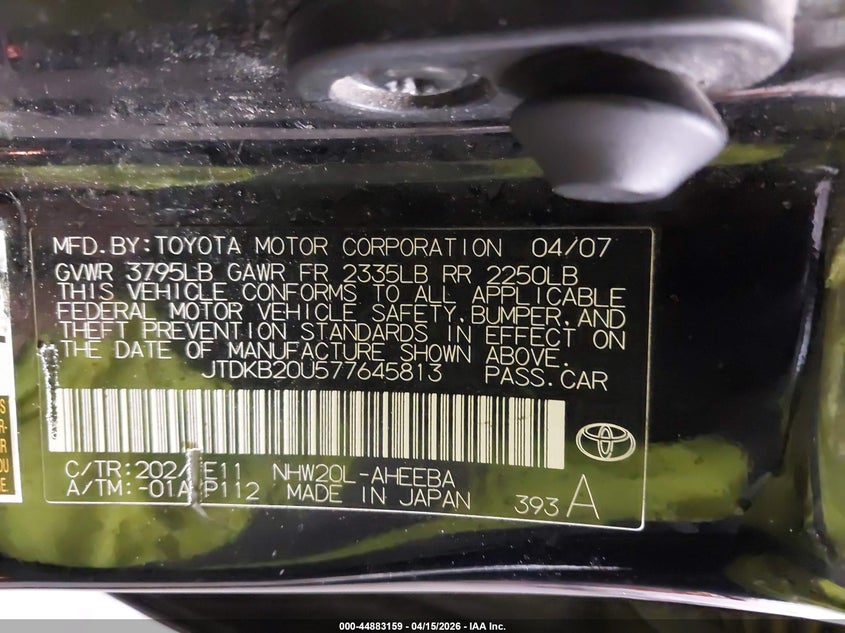 MFD.BY:TOYOTA MOTOR CORPORATION 04/07
GVWR 3795LB GAWR FR 2335LB RR 2250LB
THIS VEHICLE CONFORMS TO ALL APPLICABLE
FEDERAL MOTOR VEHICLE SAFETY,BUMPER,AND
THEFT PREVENTION STANDARDS IN EFFECT ON
THE DATE OF MANUFACTURE SHOWN ABOVE.
JTDKB20U577645813 PASS.CAR
C/TR:202/ E11 NHW20L-AHEEBA
A/TM:-01A/P112 MADE IN JAPAN 393 A
000-44883159 - 04/15/2026 - IAA Inc.